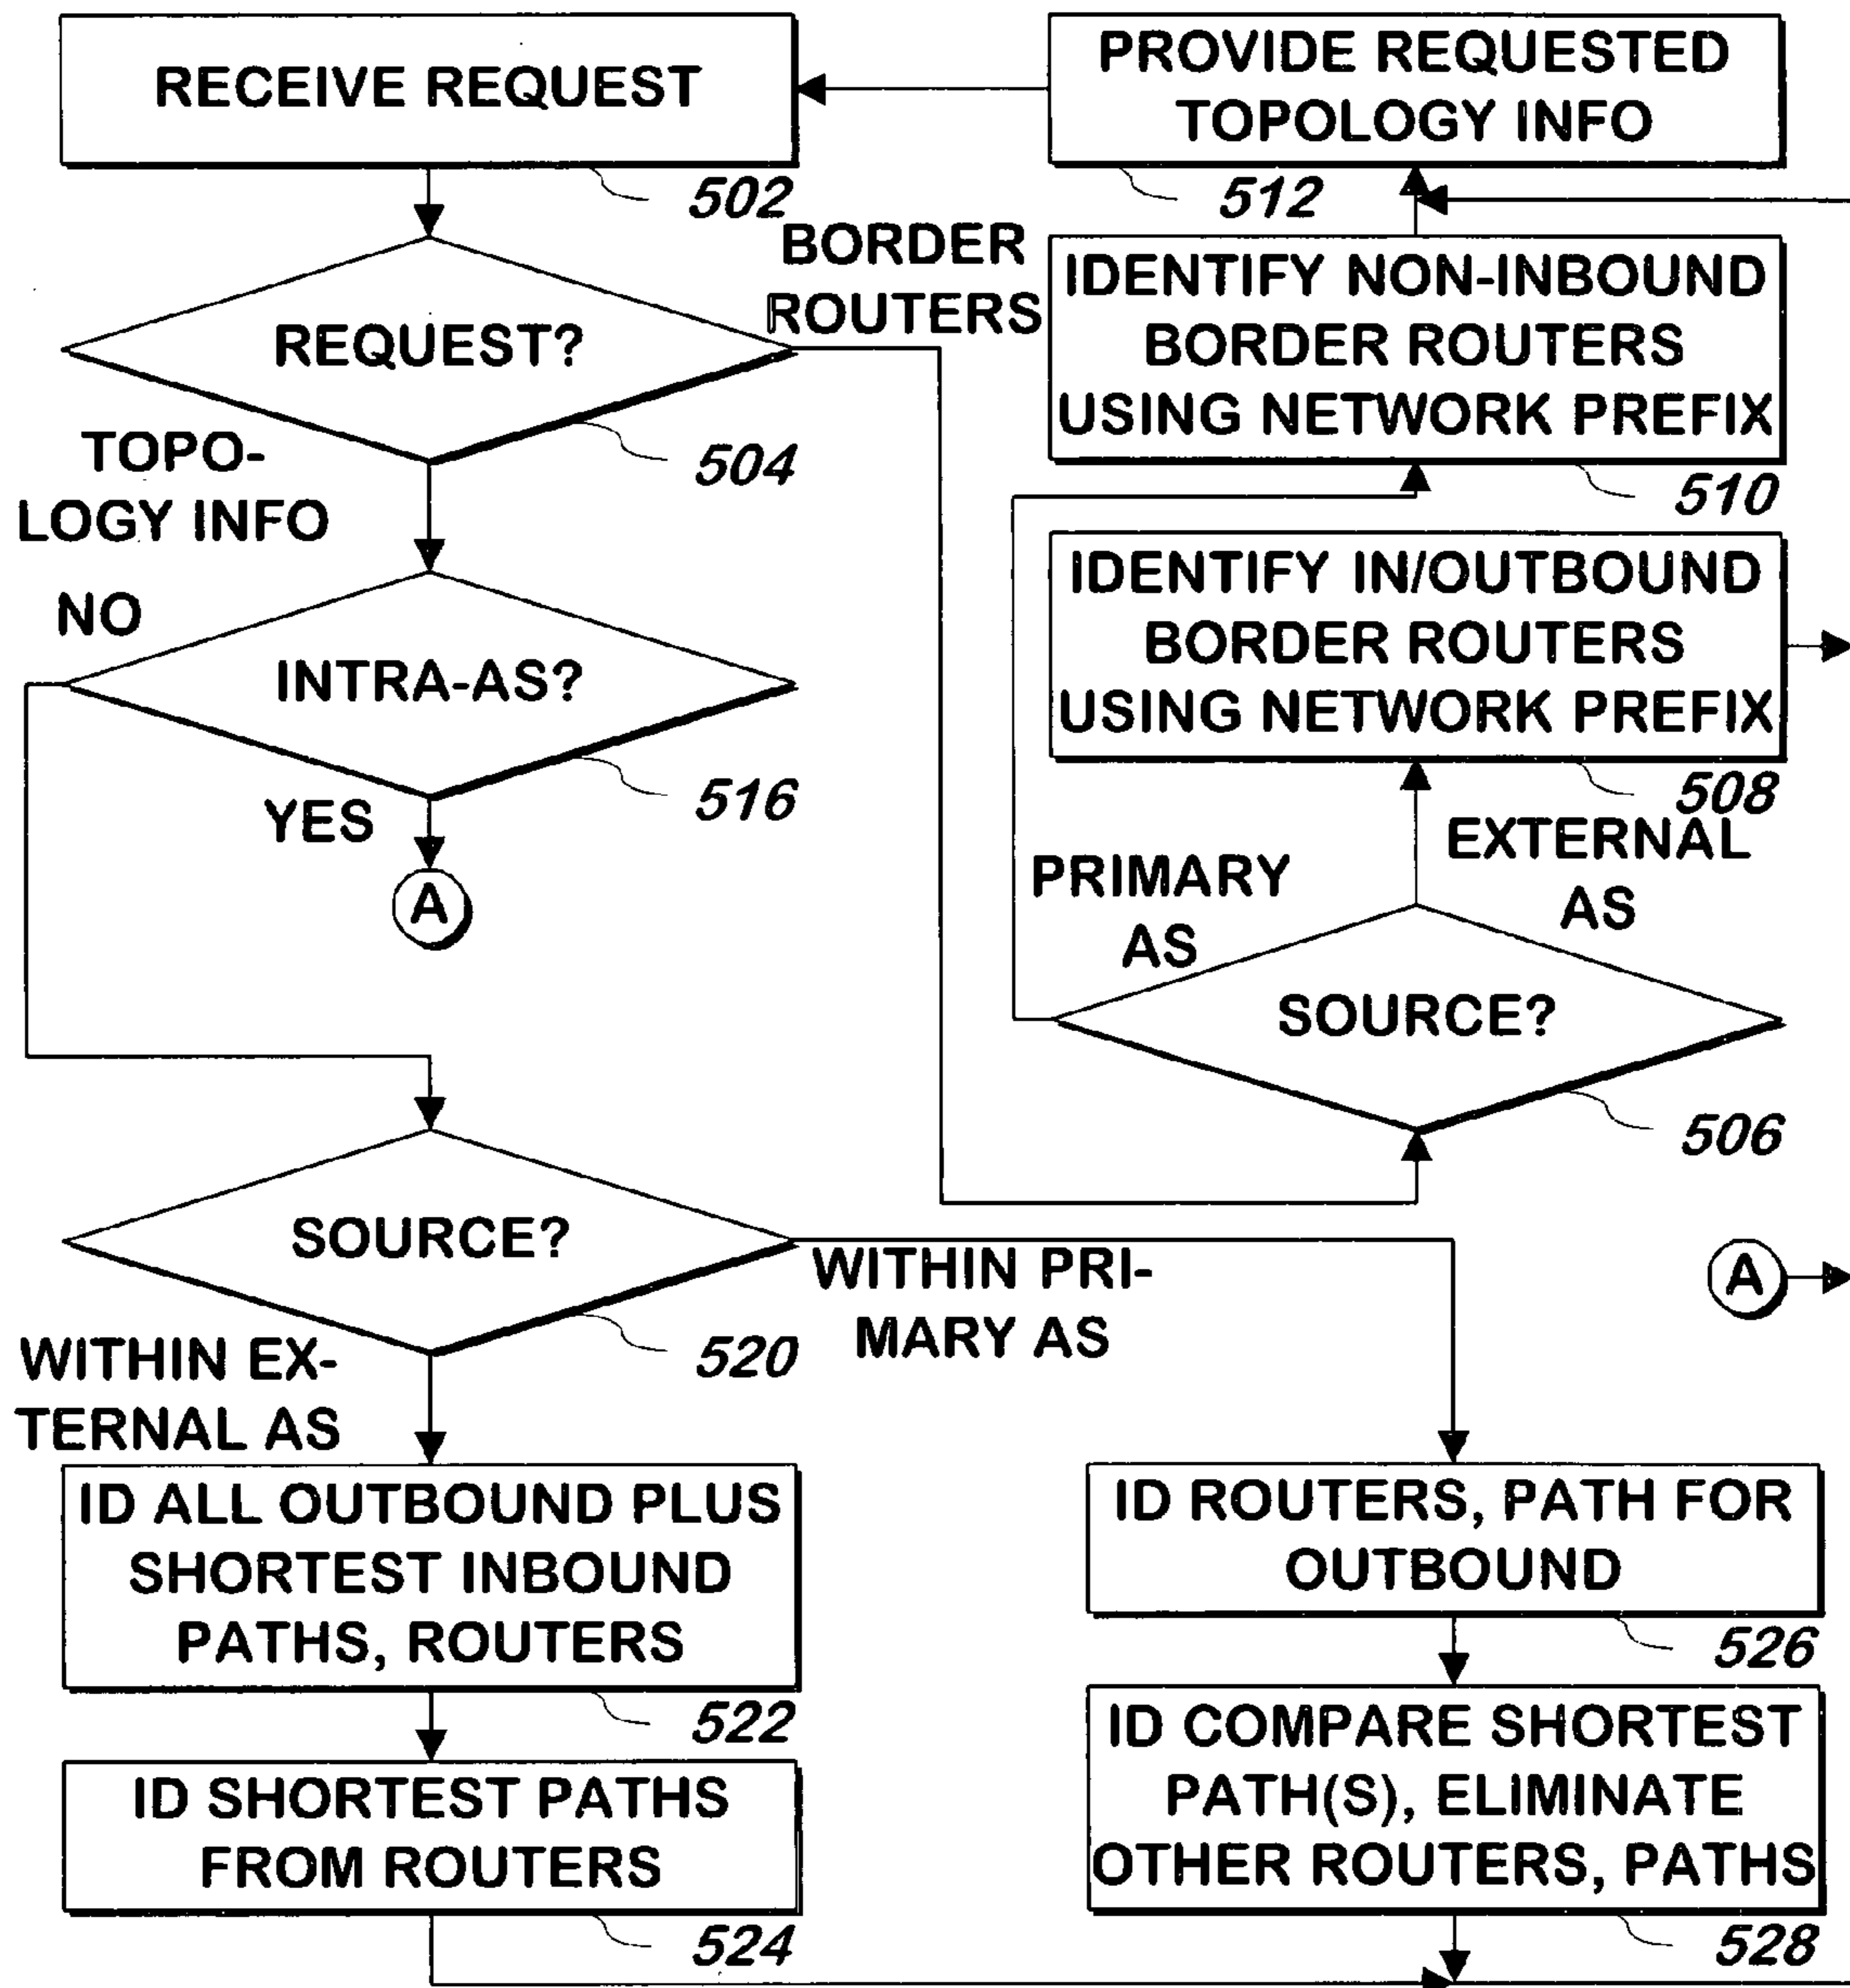 RECEIVE REQUEST
502
PROVIDE REQUESTED
TOPOLOGY INFO
512
REQUEST?
504
BORDER
ROUTERS
TOPO-
LOGY INFO
IDENTIFY NON-INBOUND
BORDER ROUTERS
USING NETWORK PREFIX
510
IDENTIFY IN/OUTBOUND
BORDER ROUTERS
USING NETWORK PREFIX
508
NO
INTRA-AS?
516
YES
A
PRIMARY
AS
EXTERNAL
AS
SOURCE?
506
SOURCE?
520
WITHIN PRI-
MARY AS
A
WITHIN EX-
TERNAL AS
ID ALL OUTBOUND PLUS
SHORTEST INBOUND
PATHS, ROUTERS
522
ID SHORTEST PATHS
FROM ROUTERS
524
ID ROUTERS, PATH FOR
OUTBOUND
526
ID COMPARE SHORTEST
PATH(S), ELIMINATE
OTHER ROUTERS, PATHS
528